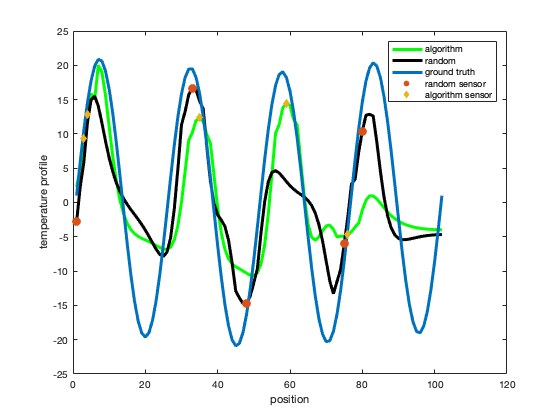 25
20
15
10
5
0
-5
-10
-15
-20
-25
temperature profile
0 20 40 60 80 100 120
position
algorithm
random
ground truth
random sensor
algorithm sensor